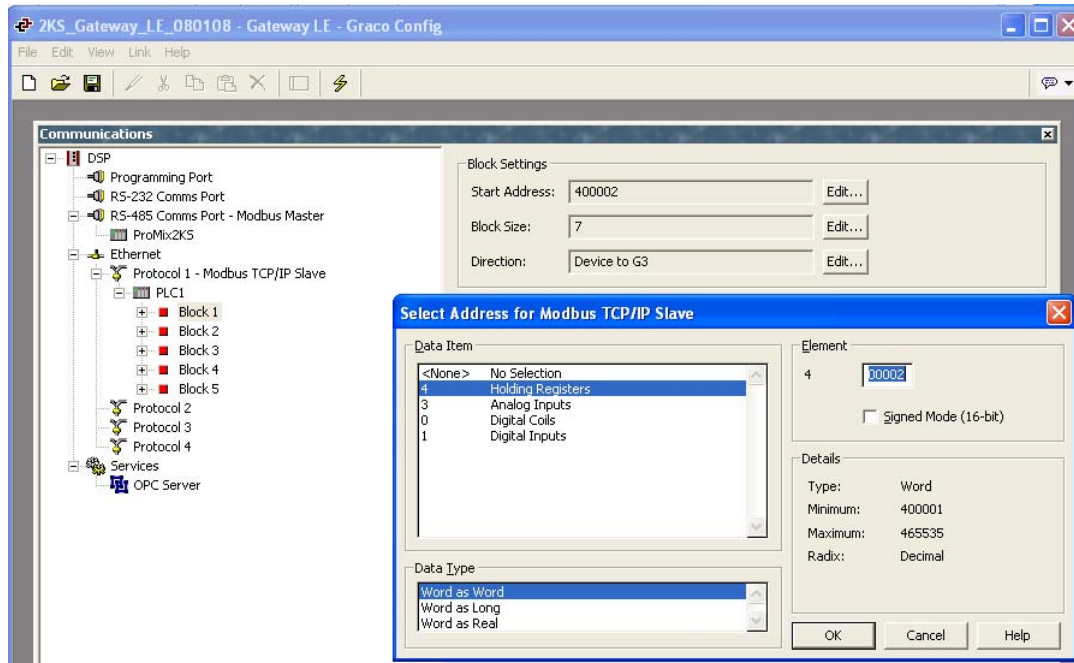 2KS_Gateway_LE_080108 - Gateway LE - Graco Config
File Edit View Link Help
Communications
DSP
Programming Port
RS-232 Comms Port
RS-485 Comms Port - Modbus Master
ProMix2KS
Ethernet
Protocol 1 - Modbus TCP/IP Slave
PLC1
Block 1
Block 2
Block 3
Block 4
Block 5
Protocol 2
Protocol 3
Protocol 4
Services
OPC Server
Block Settings
Start Address: 400002 Edit...
Block Size: 7 Edit...
Direction: Device to G3 Edit...
Select Address for Modbus TCP/IP Slave
Data Item
<None> No Selection
4 Holding Registers
3 Analog Inputs
0 Digital Coils
1 Digital Inputs
Data Type
Word as Word
Word as Long
Word as Real
Element
4 00002
Signed Mode (16-bit)
Details
Type: Word
Minimum: 400001
Maximum: 465535
Radix: Decimal
OK Cancel Help